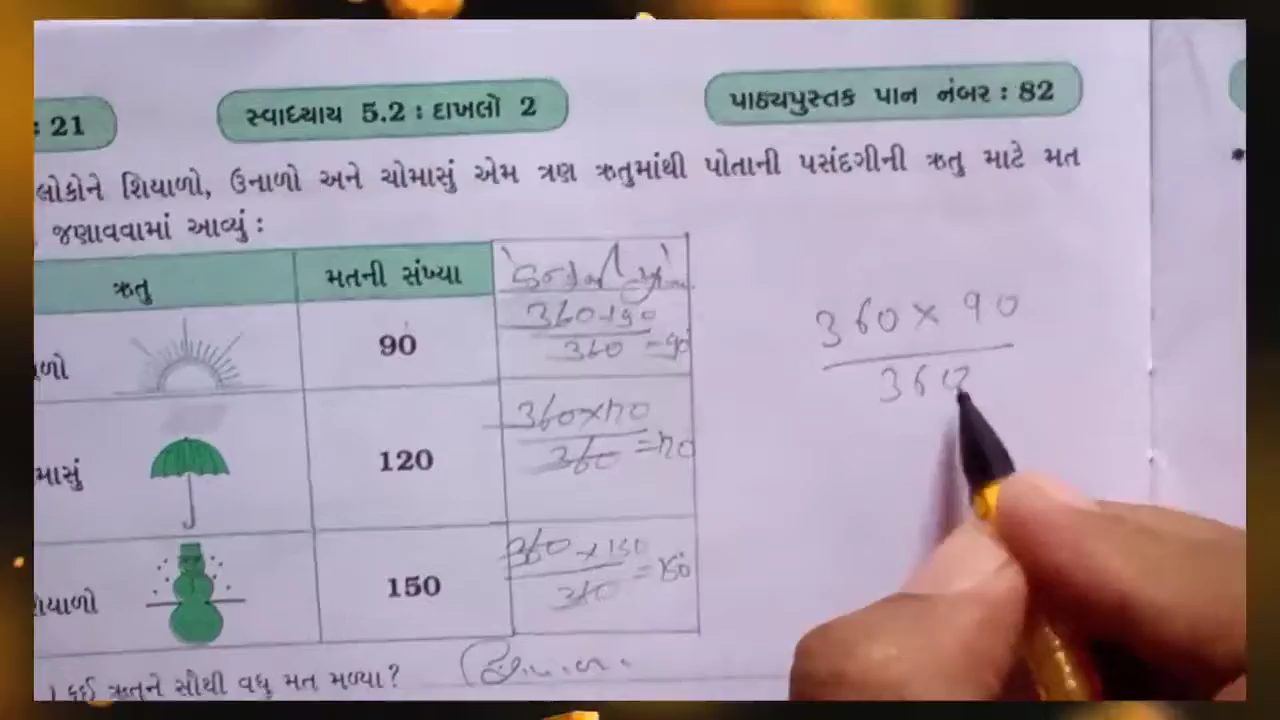 : 21
સ્વાધ્યાય 5.2 : દાખલો 2
પાઠ્યપુસ્તક પાન નંબર : 82
લોકોને શિયાળો, ઉનાળો અને ચોમાસું એમ ત્રણ ઋતુમાંથી પોતાની પસંદગીની ઋતુ માટે મત
જણાવવામાં આવ્યું :
ઋતુ મતની સંખ્યા
90
360×90
360 = 90
120
360 = 120
150
360 × 150
360 = 150
360 × 90
360
કઈ ઋતુને સૌથી વધુ મત મળ્યા?